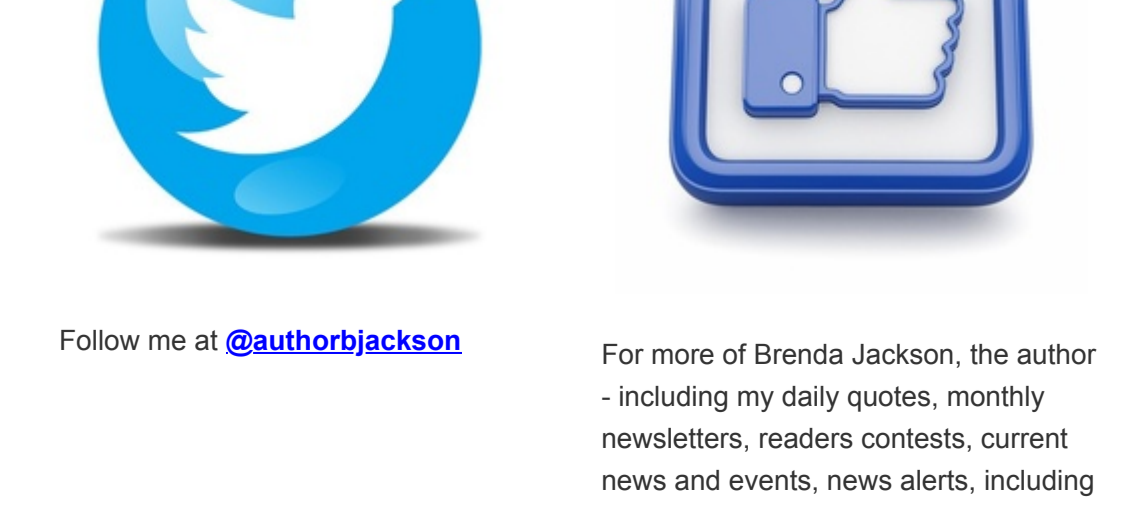 Follow me at @authorbjackson
For more of Brenda Jackson, the author
- including my daily quotes, monthly
newsletters, readers contests, current
news and events, news alerts, including